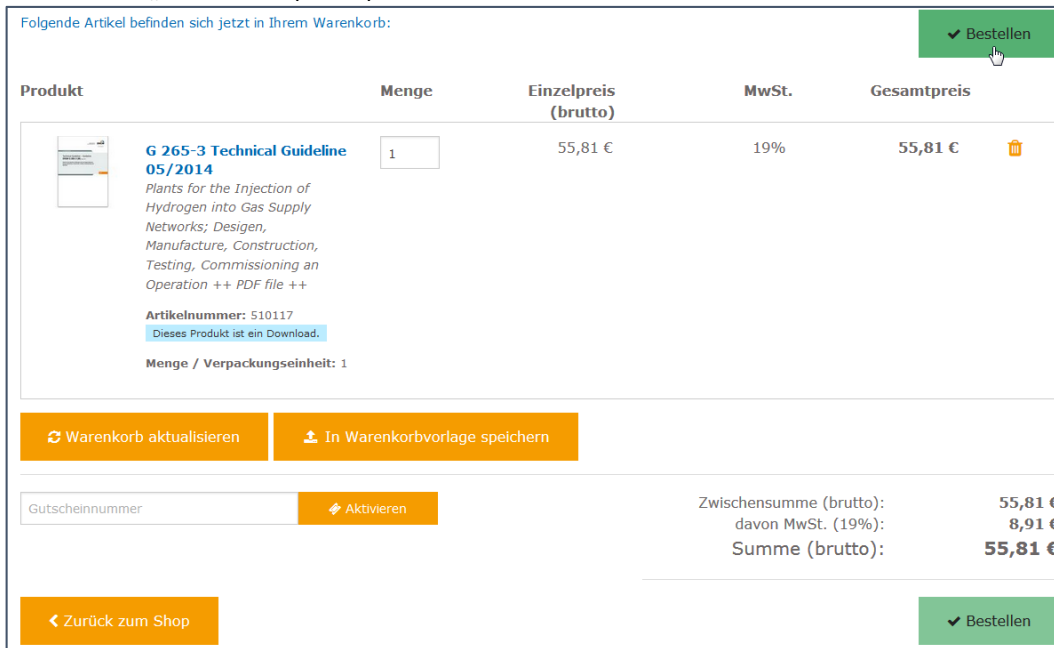 Folgende Artikel befinden sich jetzt in Ihrem Warenkorb:
Bestellen
Produkt Menge Einzelpreis (brutto) MwSt. Gesamtpreis
G 265-3 Technical Guideline 1 55,81 € 19% 55,81 €
05/2014
Plants for the Injection of
Hydrogen into Gas Supply
Networks; Desigen,
Manufacture, Construction,
Testing, Commissioning an
Operation ++ PDF file ++
Artikelnummer: 510117
Dieses Produkt ist ein Download.
Menge / Verpackungseinheit: 1
Warenkorb aktualisieren In Warenkorbvorlage speichern
Gutscheinnummer Aktivieren
Zwischensumme (brutto): 55,81 €
davon MwSt. (19%): 8,91 €
Summe (brutto): 55,81 €
Zurück zum Shop Bestellen